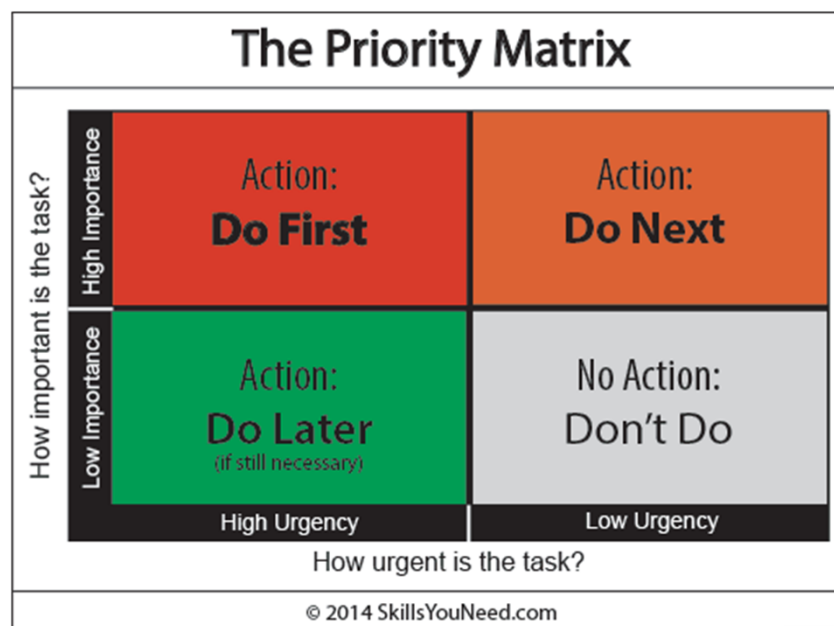 The Priority Matrix
How important is the task?
High Importance
Action:
Do First
Action:
Do Next
Low Importance
Action:
Do Later
(if still necessary)
No Action:
Don't Do
High Urgency
Low Urgency
How urgent is the task?
© 2014 SkillsYouNeed.com